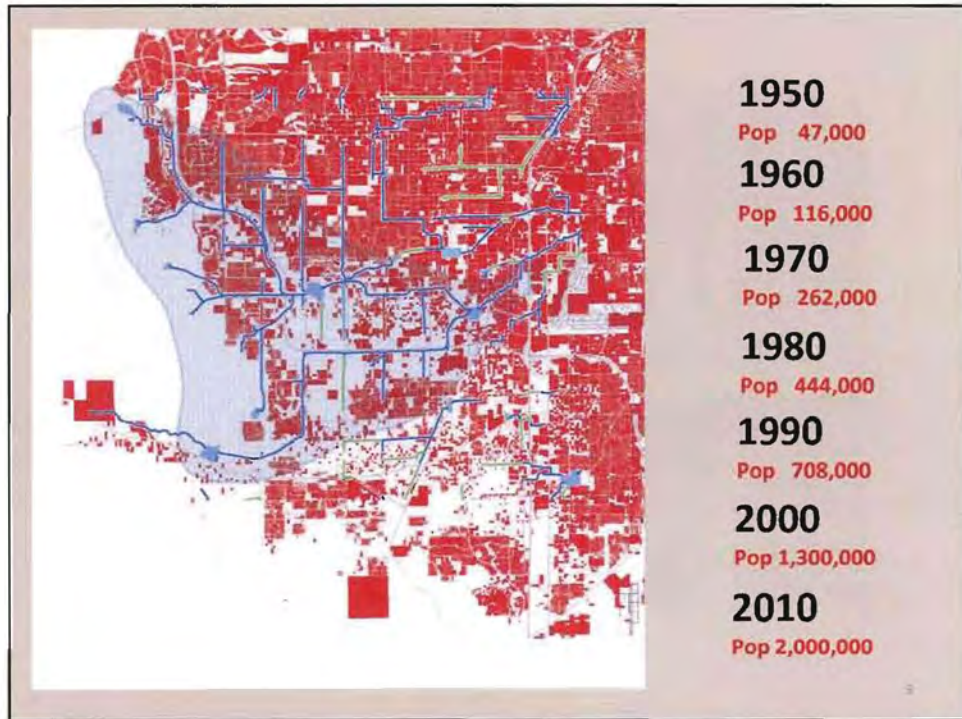 1950
Pop 47,000
1960
Pop 116,000
1970
Pop 262,000
1980
Pop 444,000
1990
Pop 708,000
2000
Pop 1,300,000
2010
Pop 2,000,000